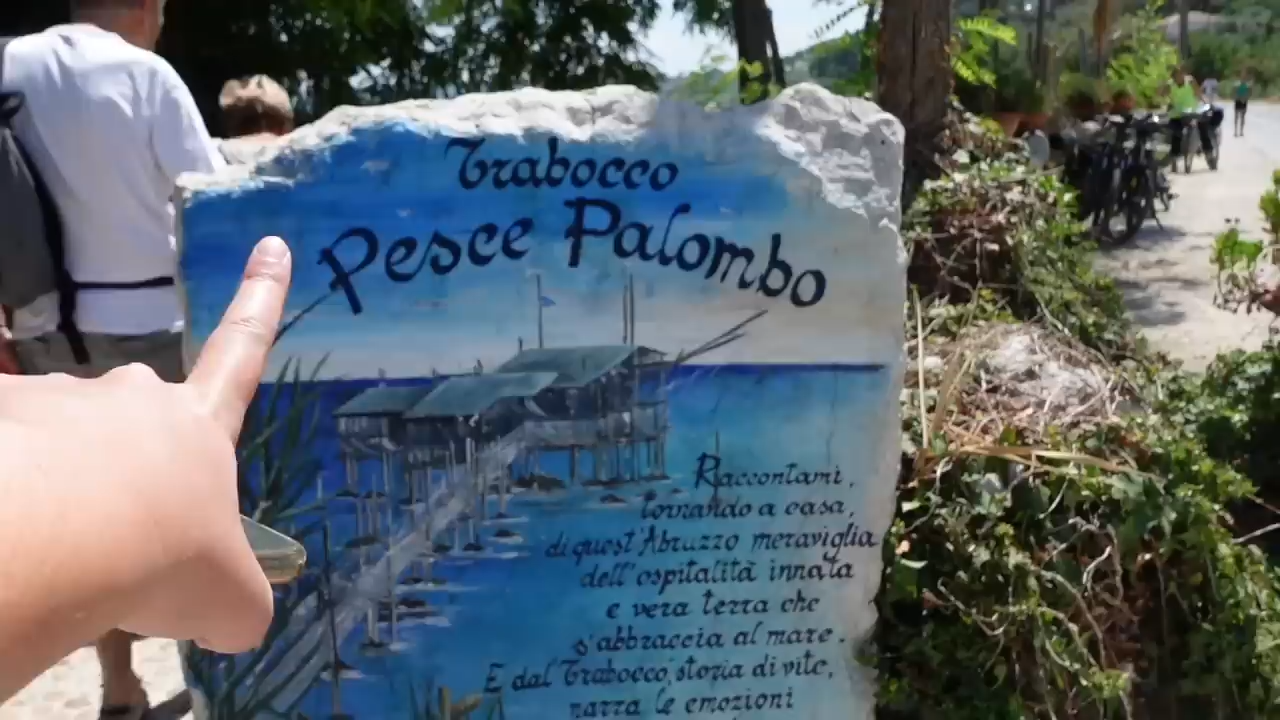 Trabocco
Pesce Palombo
Raccontami,
tornando a casa,
di quest'Abruzzo meraviglia
dell'ospitalità innata
e vera terra che
s'abbraccia al mare.
E dal Trabocco, storia di vite,
narra le emozioni